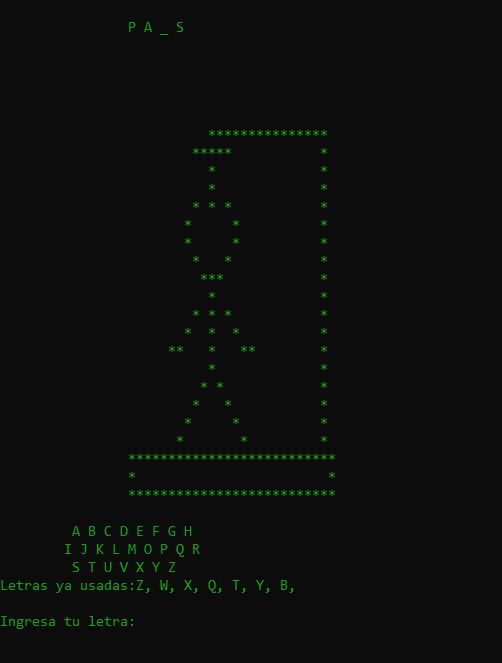 P A _ S
A B C D E F G H
I J K L M O P Q R
S T U V X Y Z
Letras ya usadas:Z, W, X, Q, T, Y, B,
Ingresa tu letra: